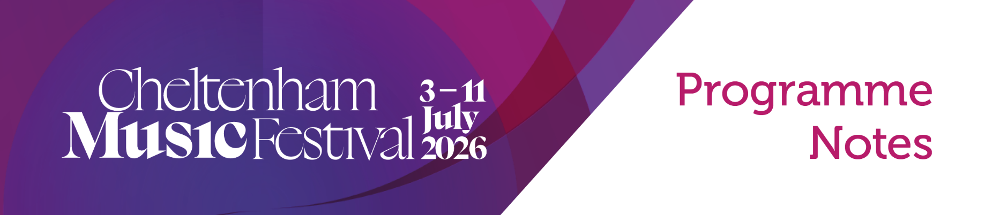 Cheltenham
Music Festival
3 – 11
July
2026
Programme
Notes